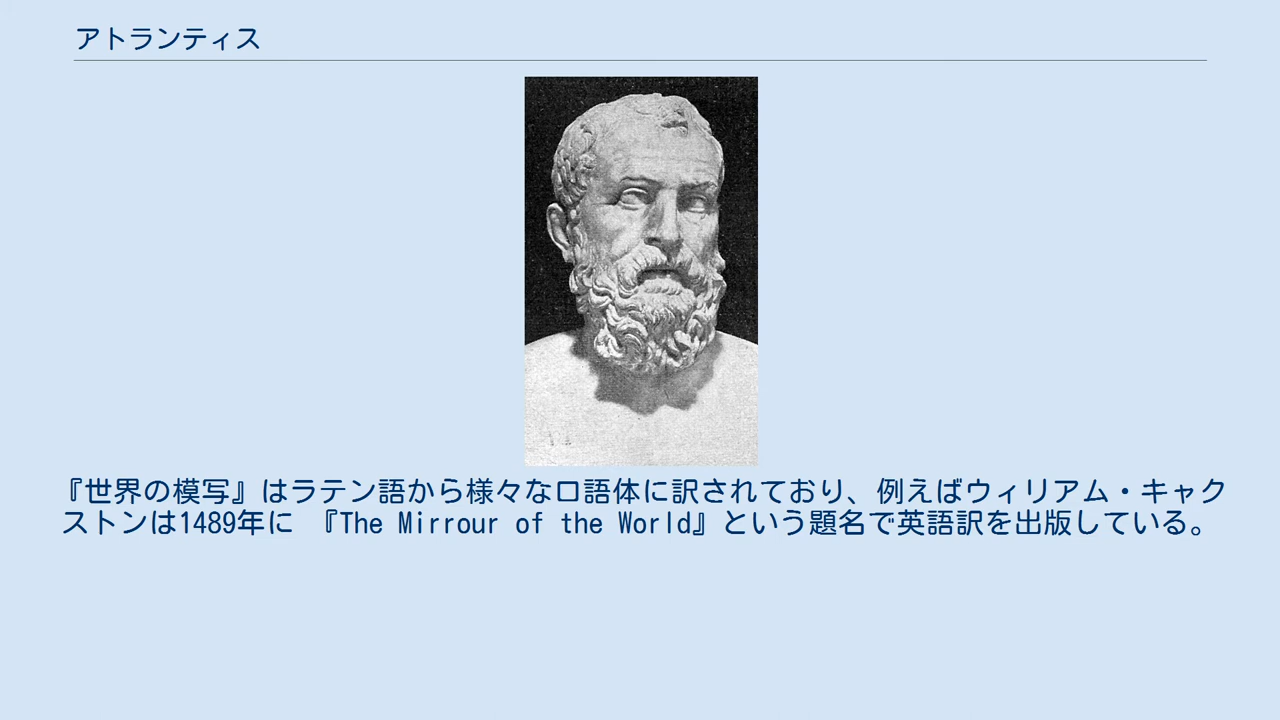 アトランティス
『世界の模写』はラテン語から様々な口語体に訳されており、例えばウィリアム・キャク
ストンは1489年に 『The Mirrour of the World』という題名で英語訳を出版している。